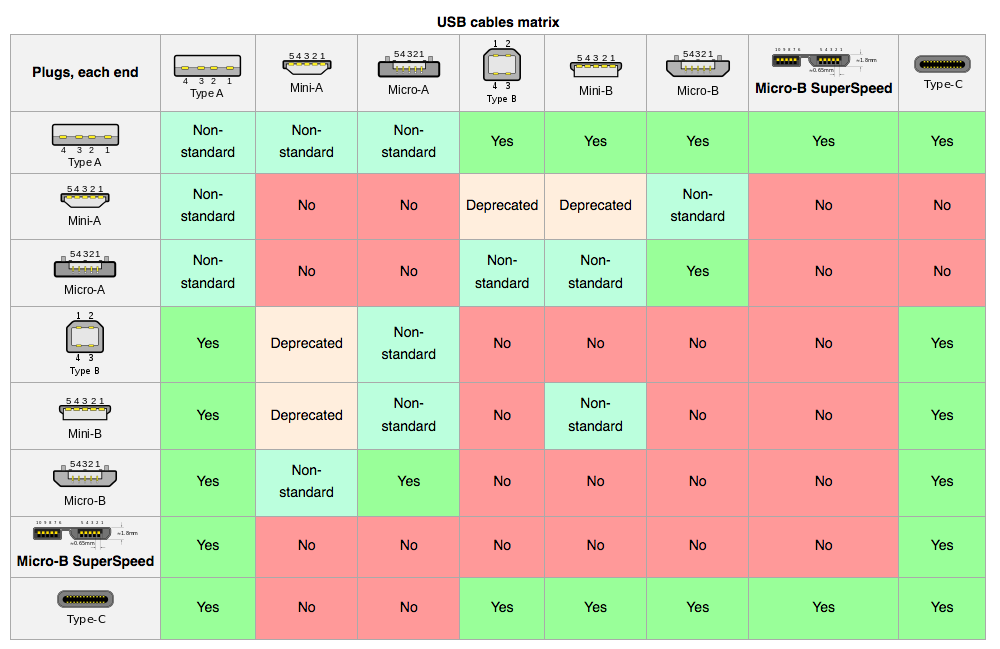 USB cables matrix
Plugs, each end
4 3 2 1
Type A
5 4 3 2 1
Mini-A
5 4 3 2 1
Micro-A
1 2
4 3
Type B
5 4 3 2 1
Mini-B
5 4 3 2 1
Micro-B
10 9 8 7 6 5 4 3 2 1
≈1.8mm
≈0.65mm
Micro-B SuperSpeed
Type-C
4 3 2 1
Type A
Non-
standard
Non-
standard
Non-
standard
Yes
Yes
Yes
Yes
Yes
5 4 3 2 1
Mini-A
Non-
standard
No
No
Deprecated
Deprecated
Non-
standard
No
No
5 4 3 2 1
Micro-A
Non-
standard
No
No
Non-
standard
Non-
standard
Yes
No
No
1 2
4 3
Type B
Yes
Deprecated
Non-
standard
No
No
No
No
Yes
5 4 3 2 1
Mini-B
Yes
Deprecated
Non-
standard
No
Non-
standard
No
No
Yes
5 4 3 2 1
Micro-B
Yes
Non-
standard
Yes
No
No
No
No
Yes
10 9 8 7 6 5 4 3 2 1
≈1.8mm
≈0.65mm
Micro-B SuperSpeed
Yes
No
No
No
No
No
No
Yes
Type-C
Yes
No
No
Yes
Yes
Yes
Yes
Yes